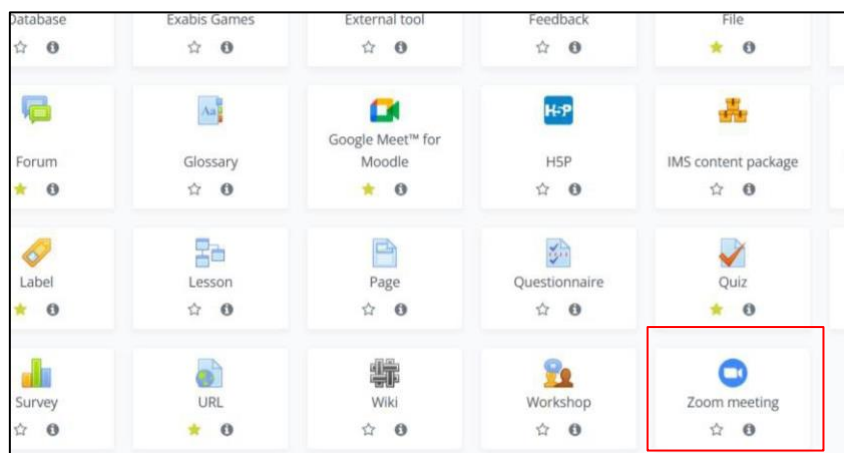 Database
Exabis Games
External tool
Feedback
File
Forum
Glossary
Google Meet™ for
Moodle
H5P
IMS content package
Label
Lesson
Page
Questionnaire
Quiz
Survey
URL
Wiki
Workshop
Zoom meeting